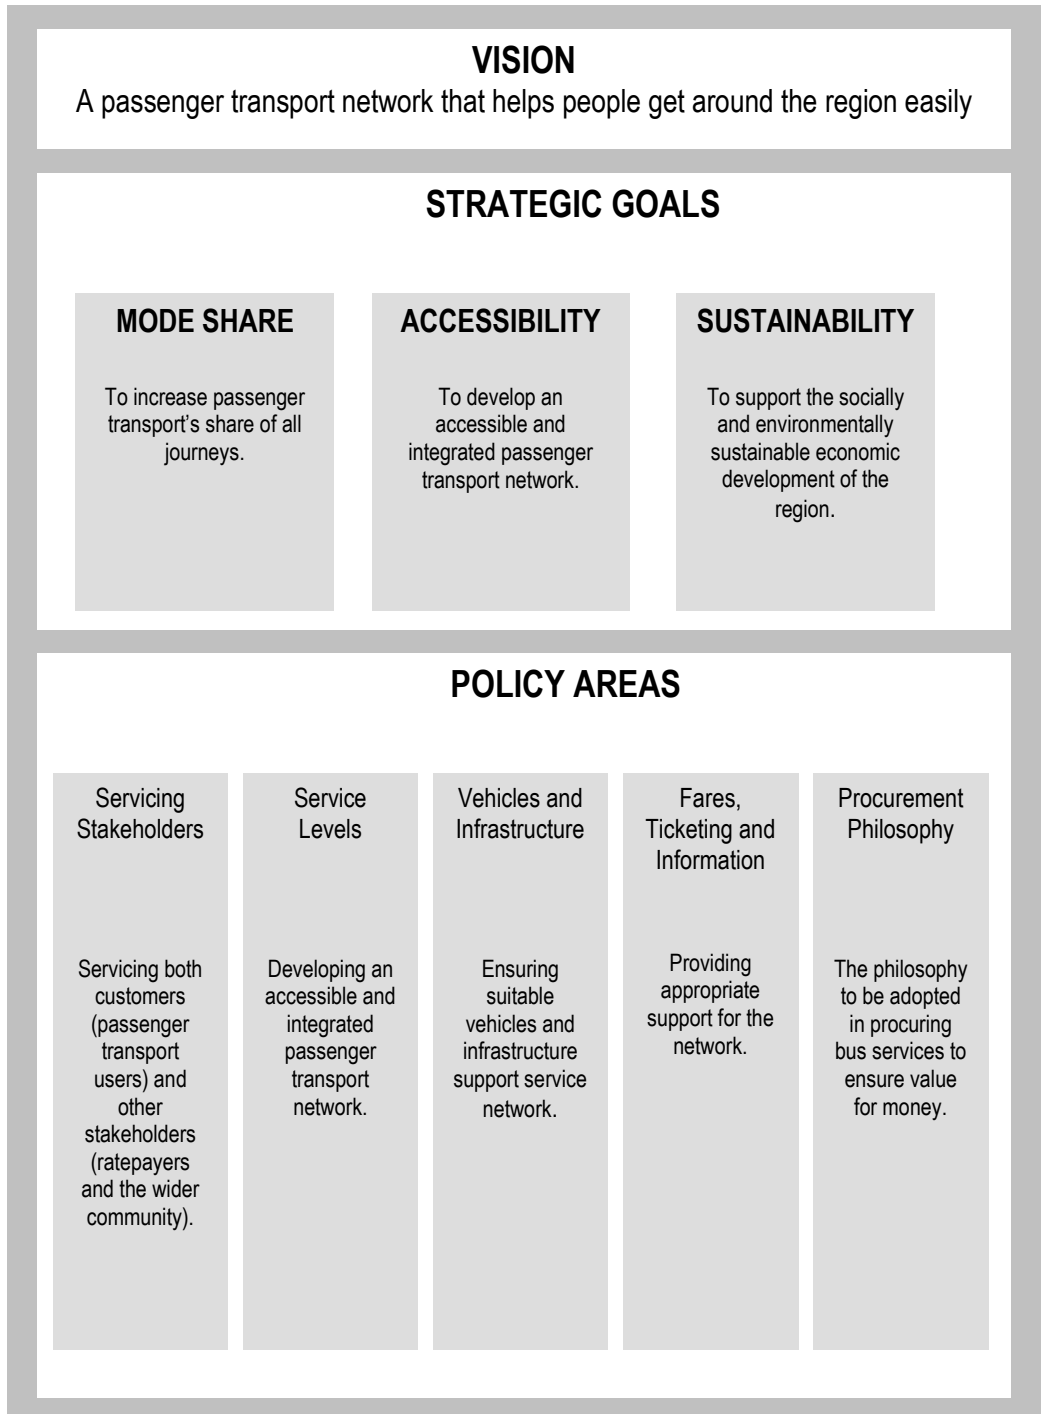 VISION
A passenger transport network that helps people get around the region easily
STRATEGIC GOALS
MODE SHARE
To increase passenger
transport’s share of all
journeys.
ACCESSIBILITY
To develop an
accessible and
integrated passenger
transport network.
SUSTAINABILITY
To support the socially
and environmentally
sustainable economic
development of the
region.
POLICY AREAS
Servicing
Stakeholders
Servicing both
customers
(passenger
transport
users) and
other
stakeholders
(ratepayers
and the wider
community).
Service
Levels
Developing an
accessible and
integrated
passenger
transport
network.
Vehicles and
Infrastructure
Ensuring
suitable
vehicles and
infrastructure
support service
network.
Fares,
Ticketing and
Information
Providing
appropriate
support for the
network.
Procurement
Philosophy
The philosophy
to be adopted
in procuring
bus services to
ensure value
for money.